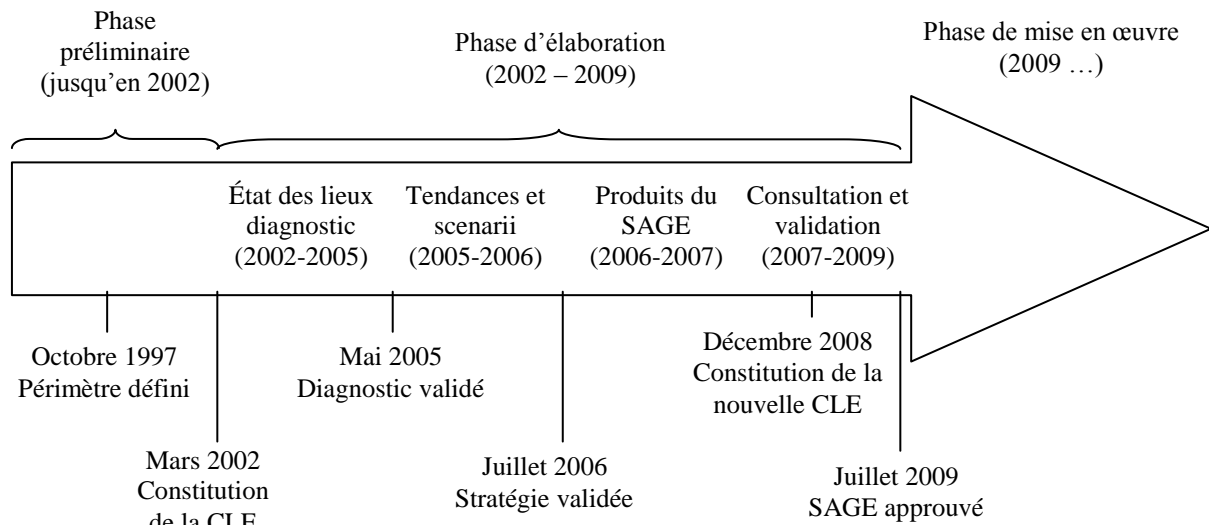 Phase
préliminaire
(jusqu’en 2002)
Phase d’élaboration
(2002 – 2009)
Phase de mise en œuvre
(2009 …)
État des lieux
diagnostic
(2002-2005)
Tendances et
scenarii
(2005-2006)
Produits du
SAGE
(2006-2007)
Consultation et
validation
(2007-2009)
Octobre 1997
Périmètre défini
Mars 2002
Constitution
de la CLE
Mai 2005
Diagnostic validé
Juillet 2006
Stratégie validée
Décembre 2008
Constitution de la
nouvelle CLE
Juillet 2009
SAGE approuvé